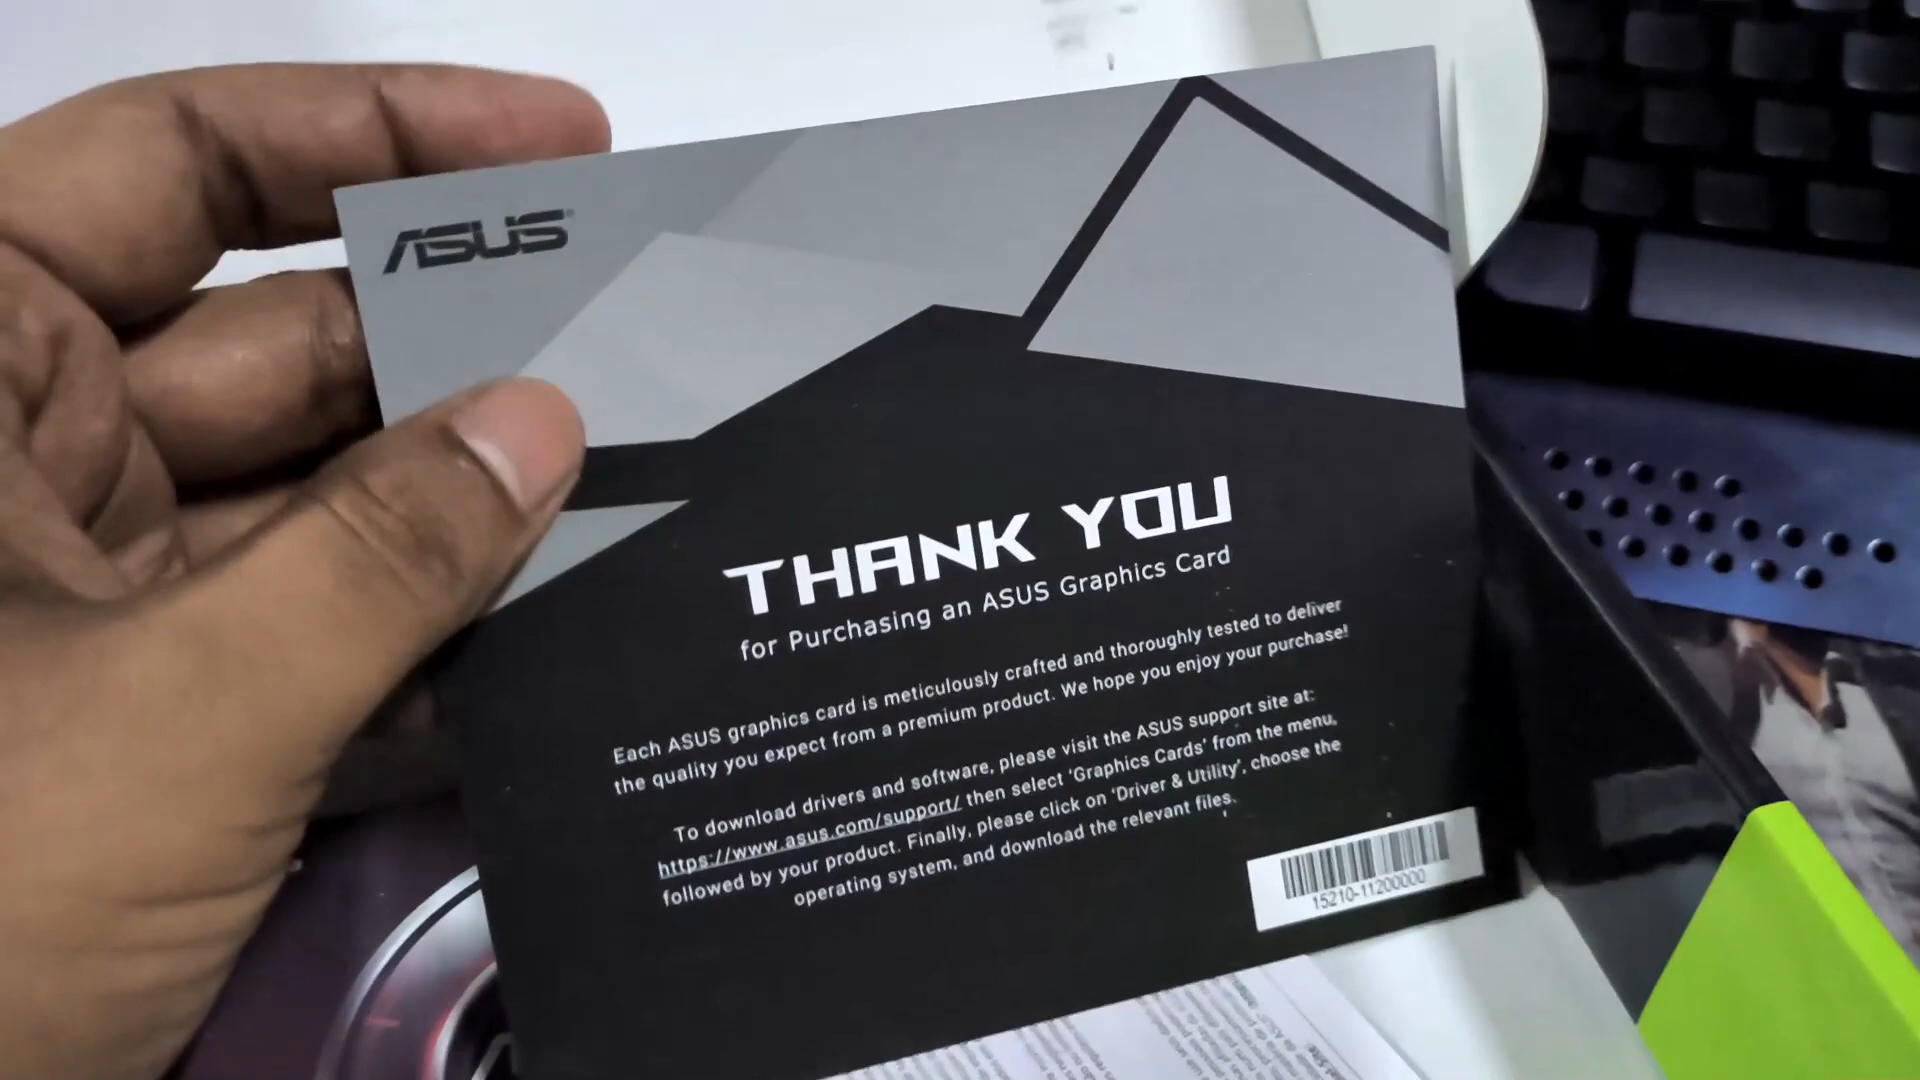 ASUS
THANK YOU
for Purchasing an ASUS Graphics Card
Each ASUS graphics card is meticulously crafted and thoroughly tested to deliver
the quality you expect from a premium product. We hope you enjoy your purchase!
To download drivers and software, please visit the ASUS support site at:
https://www.asus.com/support/ then select 'Graphics Cards' from the menu,
followed by your product. Finally, please click on 'Driver & Utility', choose the
operating system, and download the relevant files.
15210-11200000